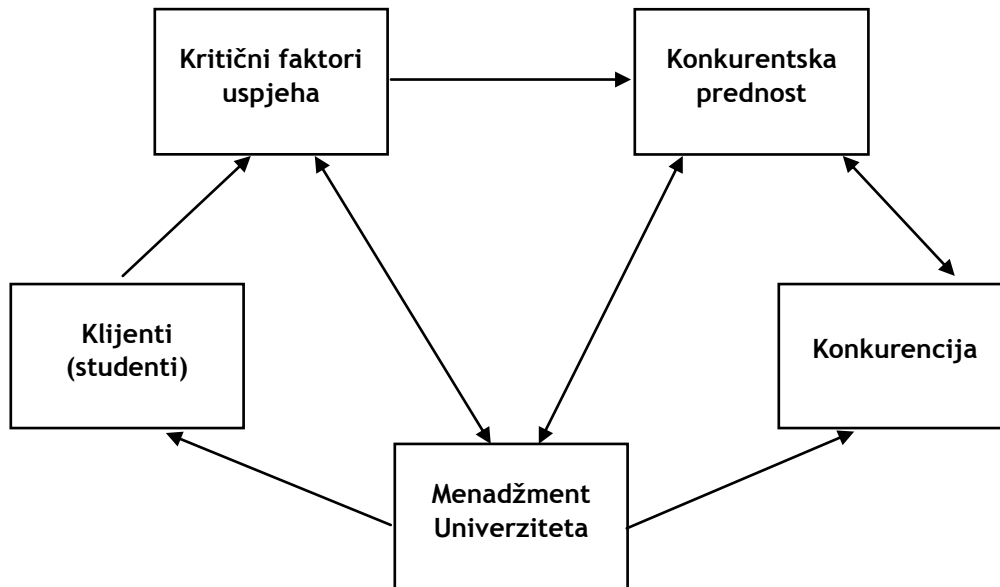 Kritični faktori
uspjeha
Konkurentska
prednost
Klijenti
(studenti)
Konkurencija
Menadžment
Univerziteta